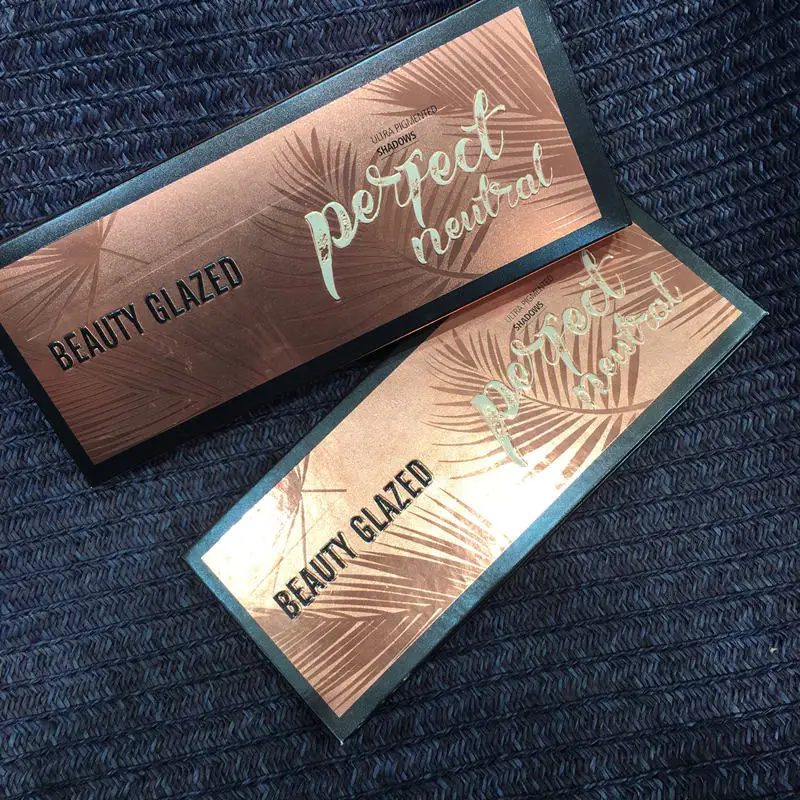 ULTRA PIGMENTED
SHADOWS
perfect
neutral
BEAUTY GLAZED
ULTRA PIGMENTED
SHADOWS
perfect
neutral
BEAUTY GLAZED